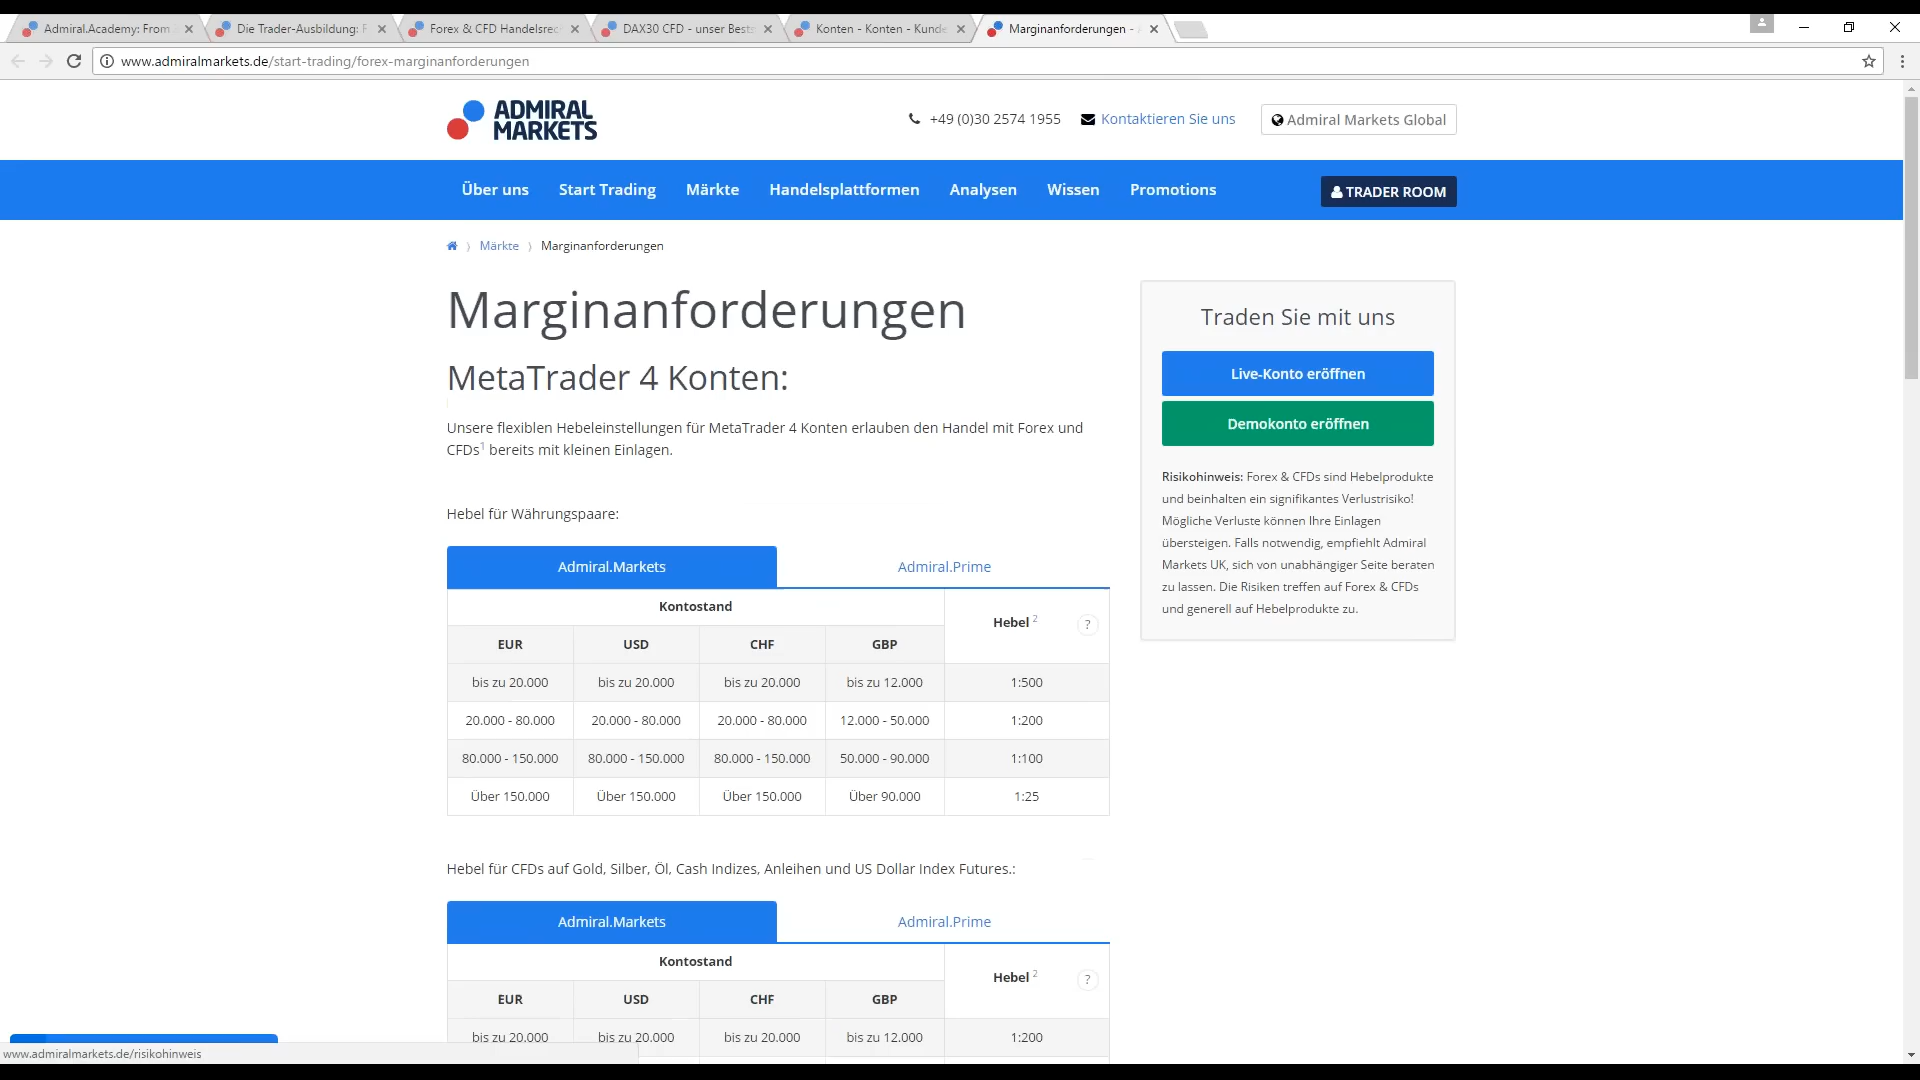 Admiral.Academy: From
Die Trader-Ausbildung: F
Forex & CFD Handelsrec
DAX30 CFD - unser Bests
Konten - Konten - Kunde
Marginanforderungen - A
www.admiralmarkets.de/start-trading/forex-marginanforderungen
ADMIRAL
MARKETS
+49 (0)30 2574 1955
Kontaktieren Sie uns
Admiral Markets Global
Über uns
Start Trading
Märkte
Handelsplattformen
Analysen
Wissen
Promotions
TRADER ROOM
Märkte
Marginanforderungen
Marginanforderungen
MetaTrader 4 Konten:
Unsere flexiblen Hebeleinstellungen für MetaTrader 4 Konten erlauben den Handel mit Forex und
CFDs1 bereits mit kleinen Einlagen.
Hebel für Währungspaare:
Admiral.Markets
Admiral.Prime
Kontostand
Hebel 2
?
EUR
USD
CHF
GBP
bis zu 20.000
bis zu 20.000
bis zu 20.000
bis zu 12.000
1:500
20.000 - 80.000
20.000 - 80.000
20.000 - 80.000
12.000 - 50.000
1:200
80.000 - 150.000
80.000 - 150.000
80.000 - 150.000
50.000 - 90.000
1:100
Über 150.000
Über 150.000
Über 150.000
Über 90.000
1:25
Hebel für CFDs auf Gold, Silber, Öl, Cash Indizes, Anleihen und US Dollar Index Futures.:
Admiral.Markets
Admiral.Prime
Kontostand
Hebel 2
?
EUR
USD
CHF
GBP
bis zu 20.000
bis zu 20.000
bis zu 20.000
bis zu 12.000
1:200
Traden Sie mit uns
Live-Konto eröffnen
Demokonto eröffnen
Risikohinweis: Forex & CFDs sind Hebelprodukte
und beinhalten ein signifikantes Verlustrisiko!
Mögliche Verluste können Ihre Einlagen
übersteigen. Falls notwendig, empfiehlt Admiral
Markets UK, sich von unabhängiger Seite beraten
zu lassen. Die Risiken treffen auf Forex & CFDs
und generell auf Hebelprodukte zu.
www.admiralmarkets.de/risikohinweis